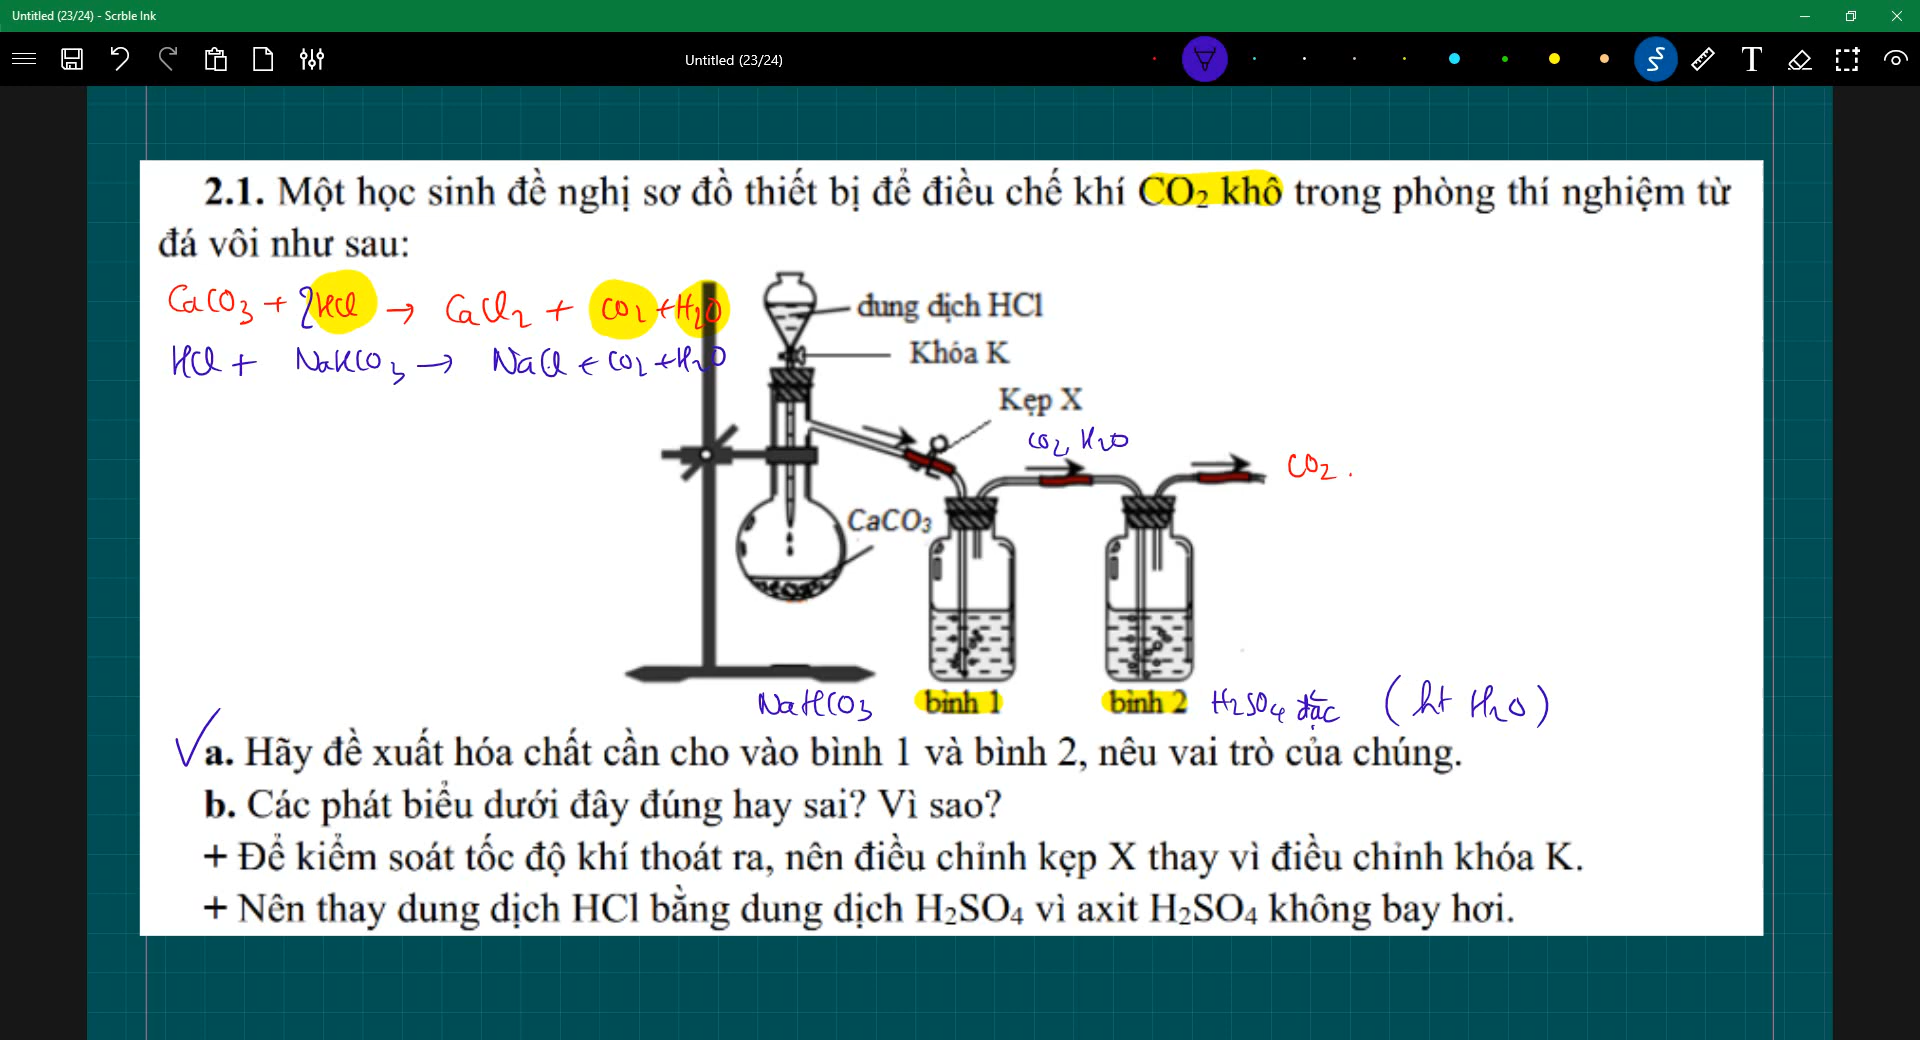 Untitled (23/24) - Scrble Ink
Untitled (23/24)
2.1. Một học sinh đề nghị sơ đồ thiết bị để điều chế khí CO₂ khô trong phòng thí nghiệm từ
đá vôi như sau:
CaCO₃ + 2HCl → CaCl₂ + CO₂ + H₂O
HCl + NaHCO₃ → NaCl + CO₂ + H₂O
dung dịch HCl
Khóa K
Kẹp X
CO₂, H₂O
CO₂.
CaCO₃
NaHCO₃ bình 1 bình 2 H₂SO₄ đặc (ht H₂O)
a. Hãy đề xuất hóa chất cần cho vào bình 1 và bình 2, nêu vai trò của chúng.
b. Các phát biểu dưới đây đúng hay sai? Vì sao?
+ Để kiểm soát tốc độ khí thoát ra, nên điều chỉnh kẹp X thay vì điều chỉnh khóa K.
+ Nên thay dung dịch HCl bằng dung dịch H₂SO₄ vì axit H₂SO₄ không bay hơi.